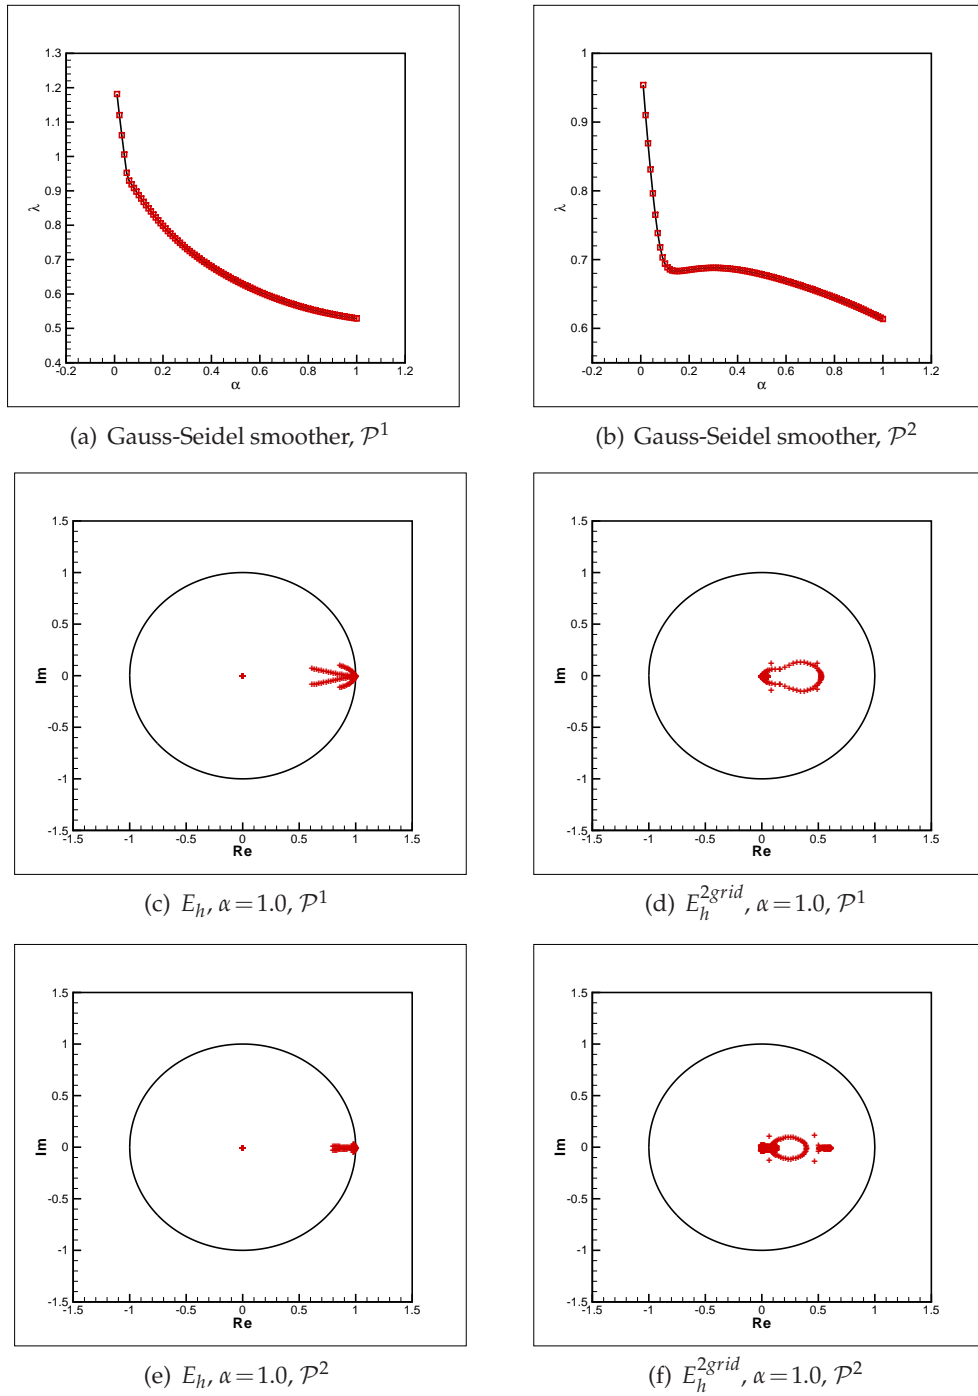 1.3
1.2
1.1
1
0.9
0.8
0.7
0.6
0.5
0.4
λ
-0.2 0 0.2 0.4 0.6 0.8 1 1.2
α
(a) Gauss-Seidel smoother, 𝒫¹
1
0.9
0.8
0.7
0.6
λ
-0.2 0 0.2 0.4 0.6 0.8 1 1.2
α
(b) Gauss-Seidel smoother, 𝒫²
1.5
1
0.5
0
-0.5
-1
-1.5
Im
-1.5 -1 -0.5 0 0.5 1 1.5
Re
(c) E_h, α=1.0, 𝒫¹
1.5
1
0.5
0
-0.5
-1
-1.5
Im
-1.5 -1 -0.5 0 0.5 1 1.5
Re
(d) E_h^{2grid}, α=1.0, 𝒫¹
1.5
1
0.5
0
-0.5
-1
-1.5
Im
-1.5 -1 -0.5 0 0.5 1 1.5
Re
(e) E_h, α=1.0, 𝒫²
1.5
1
0.5
0
-0.5
-1
-1.5
Im
-1.5 -1 -0.5 0 0.5 1 1.5
Re
(f) E_h^{2grid}, α=1.0, 𝒫²